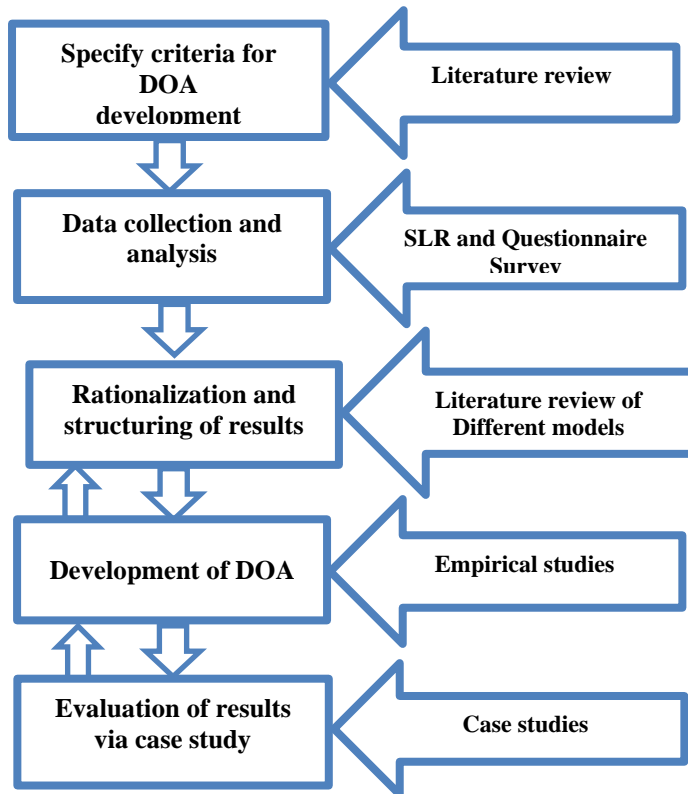 Specify criteria for
DOA
development
Literature review
Data collection and
analysis
SLR and Questionnaire
Survey
Rationalization and
structuring of results
Literature review of
Different models
Development of DOA
Empirical studies
Evaluation of results
via case study
Case studies